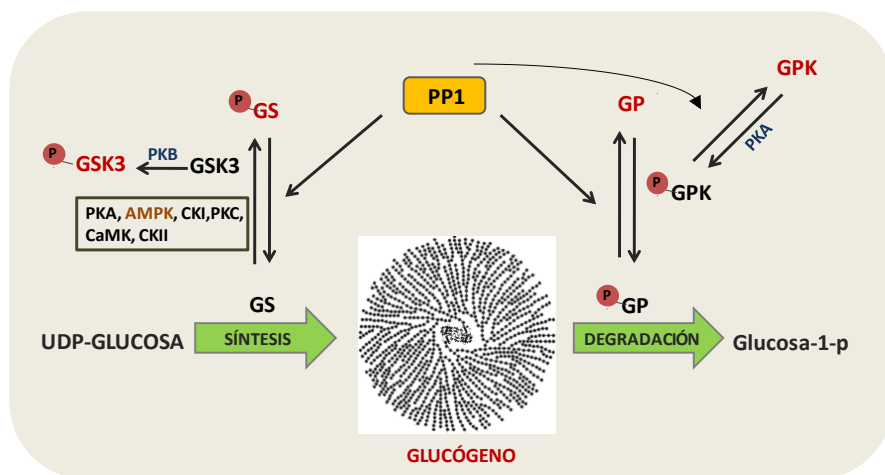 PP1
GPK
P
GS
GP
PKA
P
GSK3
PKB
GSK3
P
GPK
PKA, AMPK, CKI,PKC,
CaMK, CKII
GS
P
GP
UDP-GLUCOSA
SÍNTESIS
DEGRADACIÓN
Glucosa-1-p
GLUCÓGENO